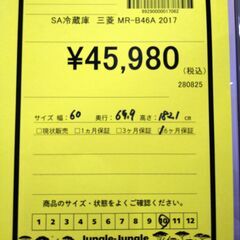 99290000017082
SA冷蔵庫 三菱 MR-B46A 2017
¥45,980
(税込)
280825
サイズ 幅: 60 奥行: 69.9 高さ: 182.1 cm
□現状販売 □1ヵ月保証 □3ヶ月保証 6ヶ月保証
商品のサイズ・状態をよくご確認ください。
1 2 3 4 5 6 7 8 9 10 11 12
Jungle-Jungle